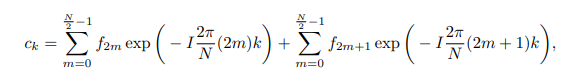 c_k = \sum_{m=0}^{\frac{N}{2}-1} f_{2m} \exp\left( - I \frac{2\pi}{N} (2m)k \right) + \sum_{m=0}^{\frac{N}{2}-1} f_{2m+1} \exp\left( - I \frac{2\pi}{N} (2m+1)k \right),